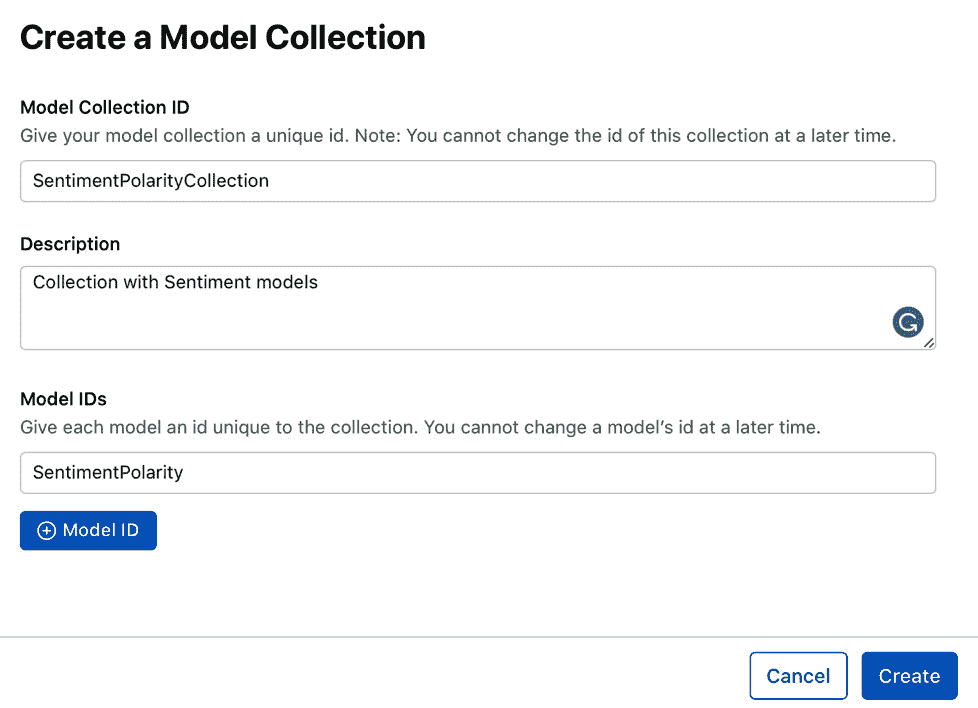 Create a Model Collection
Model Collection ID
Give your model collection a unique id. Note: You cannot change the id of this collection at a later time.
SentimentPolarityCollection
Description
Collection with Sentiment models
Model IDs
Give each model an id unique to the collection. You cannot change a model’s id at a later time.
SentimentPolarity
Model ID
Cancel
Create